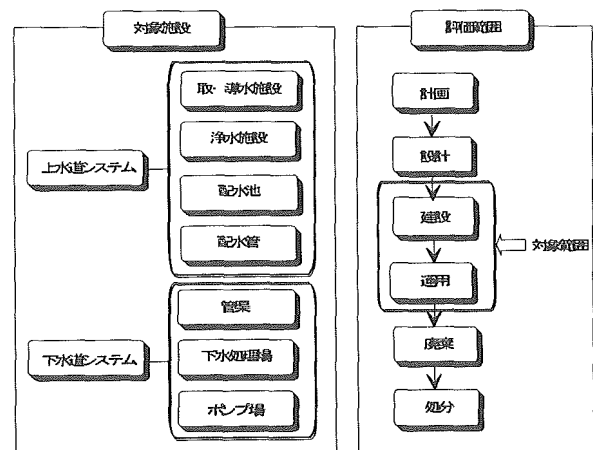 対象施設
取・導水施設
浄水施設
上水道システム
配水池
配水管
管渠
下水道システム
下水処理場
ポンプ場
評価範囲
計画
設計
建設
対象範囲
運用
廃棄
処分